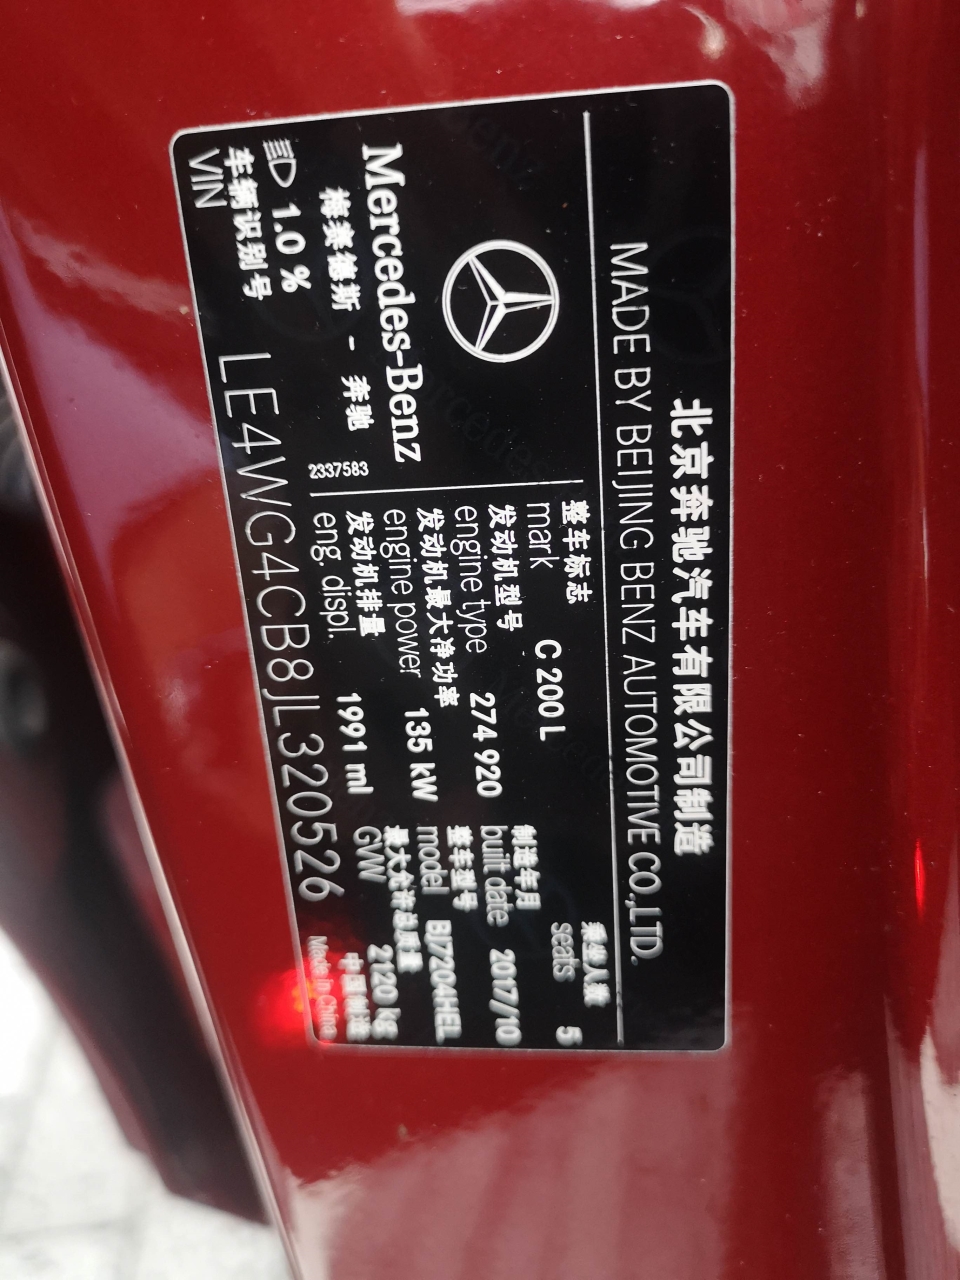 北京奔驰汽车有限公司制造
MADE BY BEIJING BENZ AUTOMOTIVE CO.,LTD.
Mercedes-Benz
梅赛德斯 - 奔驰
2337583
整车标志
mark C 200 L
乘坐人数
seats 5
发动机型号
engine type 274 920
制造年月
built date 2017/10
发动机最大净功率
engine power 135 kW
整车型号
model BJ7204HEL
发动机排量
eng. displ. 1991 ml
最大允许总质量
GVW 2120 kg
1.0 %
车辆识别号
VIN LE4WG4CB8JL320526
中国制造
Made in China